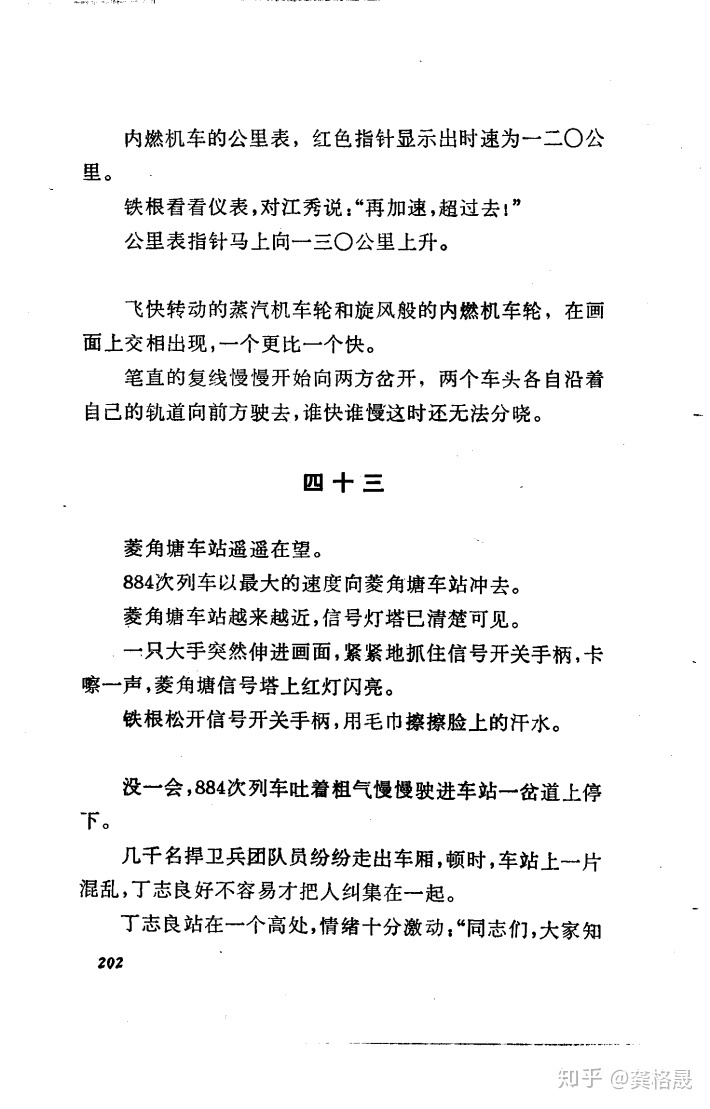 内燃机车的公里表，红色指针显示出时速为一二〇公
里。
铁根看看仪表，对江秀说：“再加速，超过去！”
公里表指针马上向一三〇公里上升。
飞快转动的蒸汽机车轮和旋风般的内燃机车轮，在画
面上交相出现，一个更比一个快。
笔直的复线慢慢开始向两方岔开，两个车头各自沿着
自己的轨道向前方驶去，谁快谁慢这时还无法分晓。
四十三
菱角塘车站遥遥在望。
884次列车以最大的速度向菱角塘车站冲去。
菱角塘车站越来越近，信号灯塔已清楚可见。
一只大手突然伸进画面，紧紧地抓住信号开关手柄，卡
嚓一声，菱角塘信号塔上红灯闪亮。
铁根松开信号开关手柄，用毛巾擦擦脸上的汗水。
没一会，884次列车吐着粗气慢慢驶进车站一岔道上停
下。
几千名捍卫兵团队员纷纷走出车厢，顿时，车站上一片
混乱，丁志良好不容易才把人纠集在一起。
丁志良站在一个高处，情绪十分激动：“同志们，大家知
202
知乎 @龚格晟